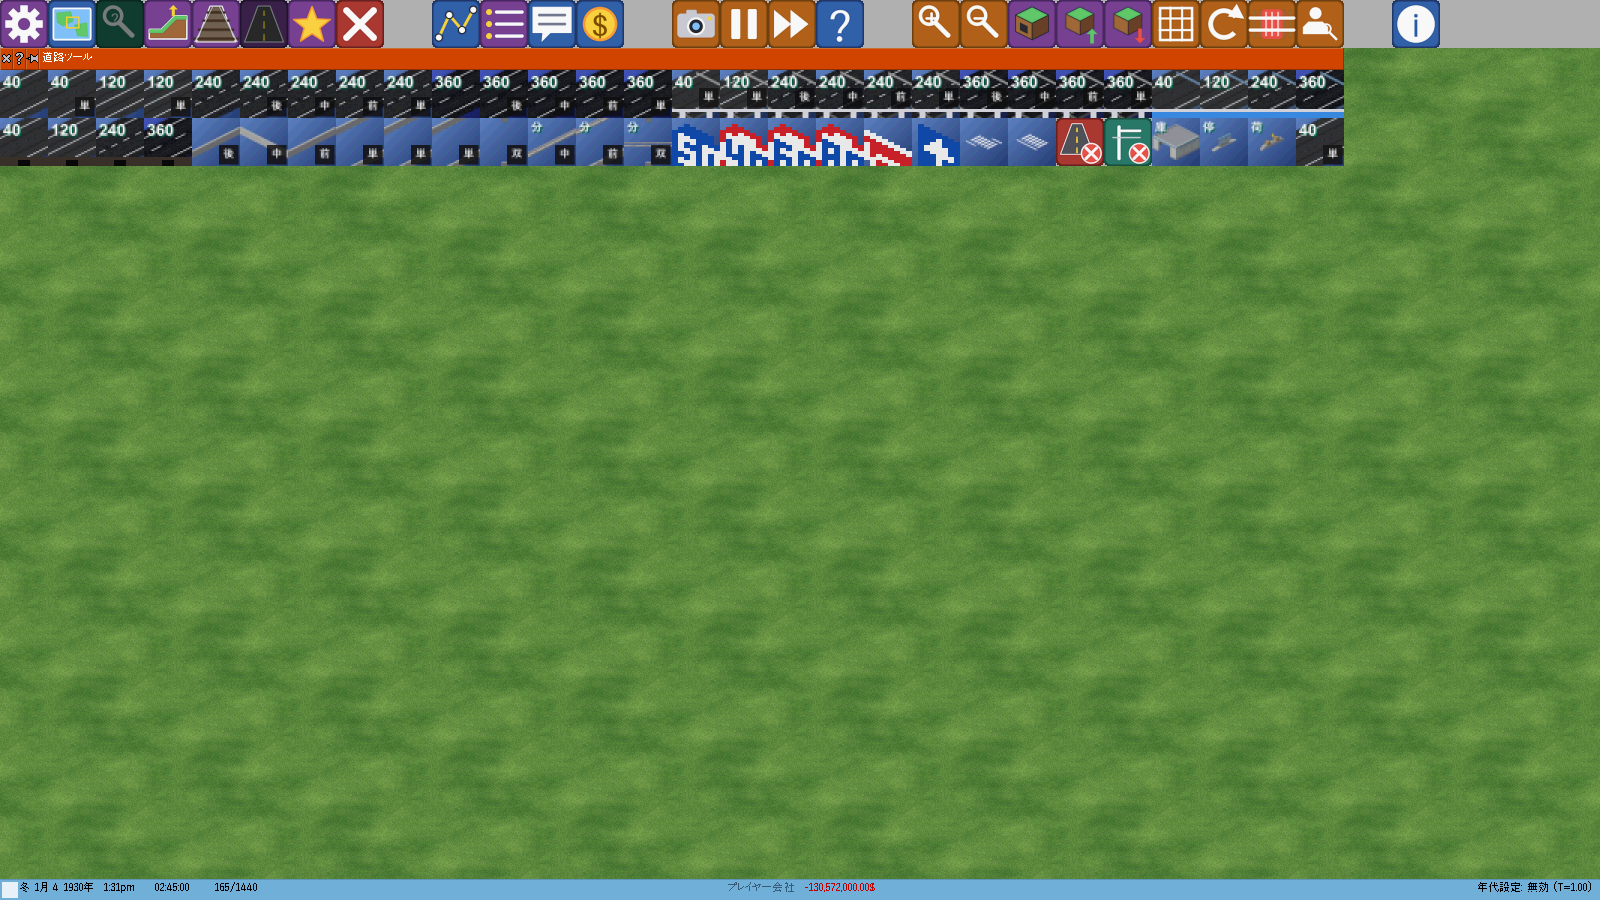 道路ツール
40 40 120 120 240 240 240 240 240 360 360 360 360 360 40 120 240 240 240 240 360 360 360 360 40 120 240 360
単 単 後 中 前 単 後 中 前 単 単 単 後 中 前 単 後 中 前 単
40 120 240 360 分 分 分 庫 停 荷 40
後 中 前 単 単 単 双 中 前 双 単
冬 1月 4 1930年 1:31pm 02:45:00 165/1440 プレイヤー会社 -130,572,000.00$ 年代設定: 無効 (T=1.00)